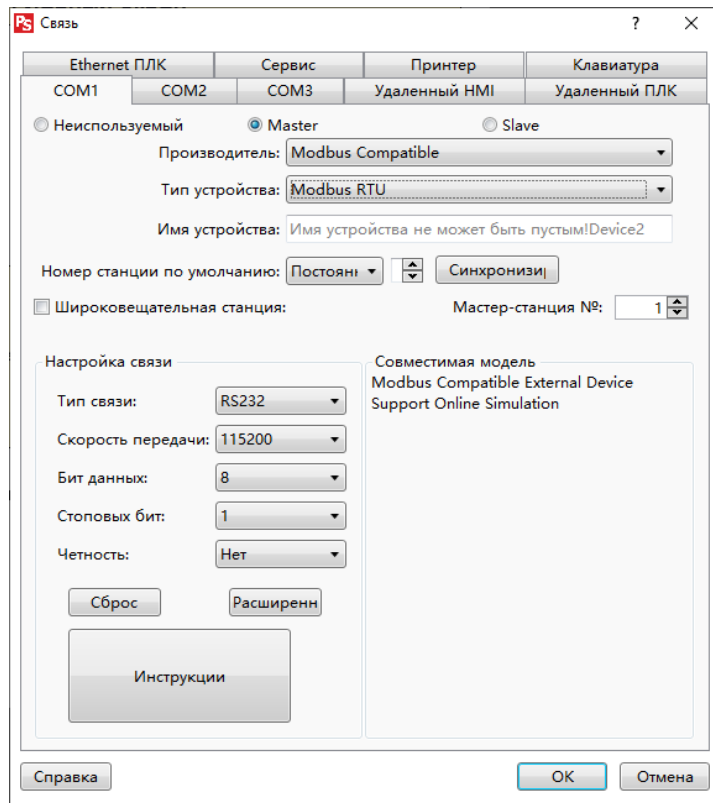 PS Связь ?
Ethernet ПЛК Сервис Принтер Клавиатура
COM1 COM2 COM3 Удаленный HMI Удаленный ПЛК
Неиспользуемый Master Slave
Производитель: Modbus Compatible
Тип устройства: Modbus RTU
Имя устройства: Имя устройства не может быть пустым!Device2
Номер станции по умолчанию: Постоянн Синхронизир
Широковещательная станция: Мастер-станция №: 1
Настройка связи
Тип связи: RS232
Скорость передачи: 115200
Бит данных: 8
Стоповых бит: 1
Четность: Нет
Сброс Расширенн
Инструкции
Совместимая модель
Modbus Compatible External Device
Support Online Simulation
Справка OK Отмена